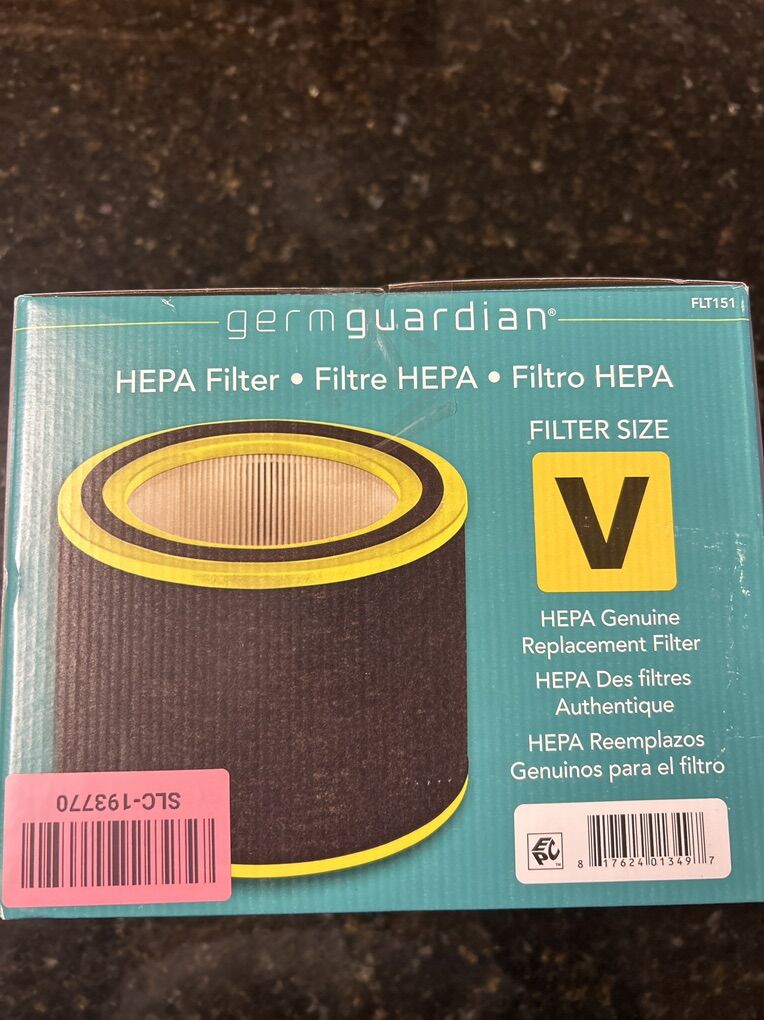 germguardian®
FLT151
HEPA Filter • Filtre HEPA • Filtro HEPA
FILTER SIZE
V
HEPA Genuine
Replacement Filter
HEPA Des filtres
Authentique
HEPA Reemplazos
Genuinos para el filtro
SLC-193770
EPC™
8 17624 01349 7